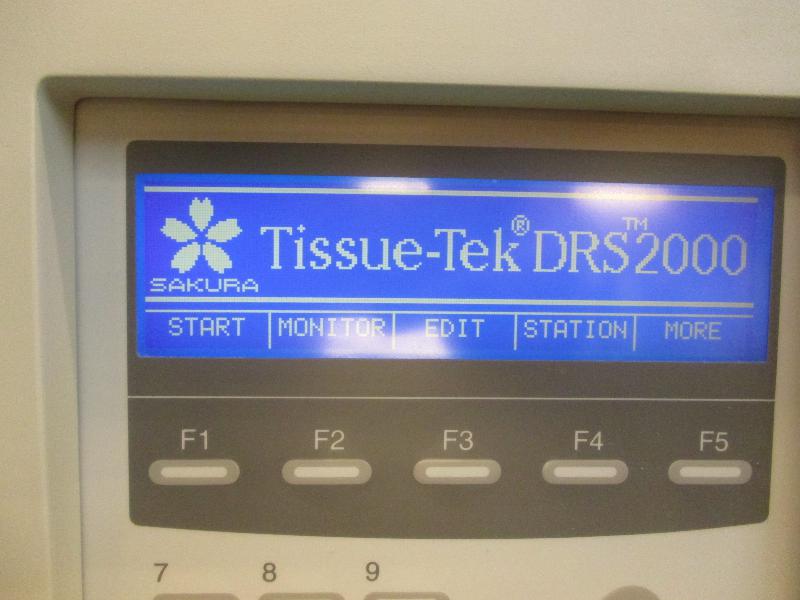 SAKURA
Tissue-Tek® DRS™2000
START MONITOR EDIT STATION MORE
F1 F2 F3 F4 F5
7 8 9